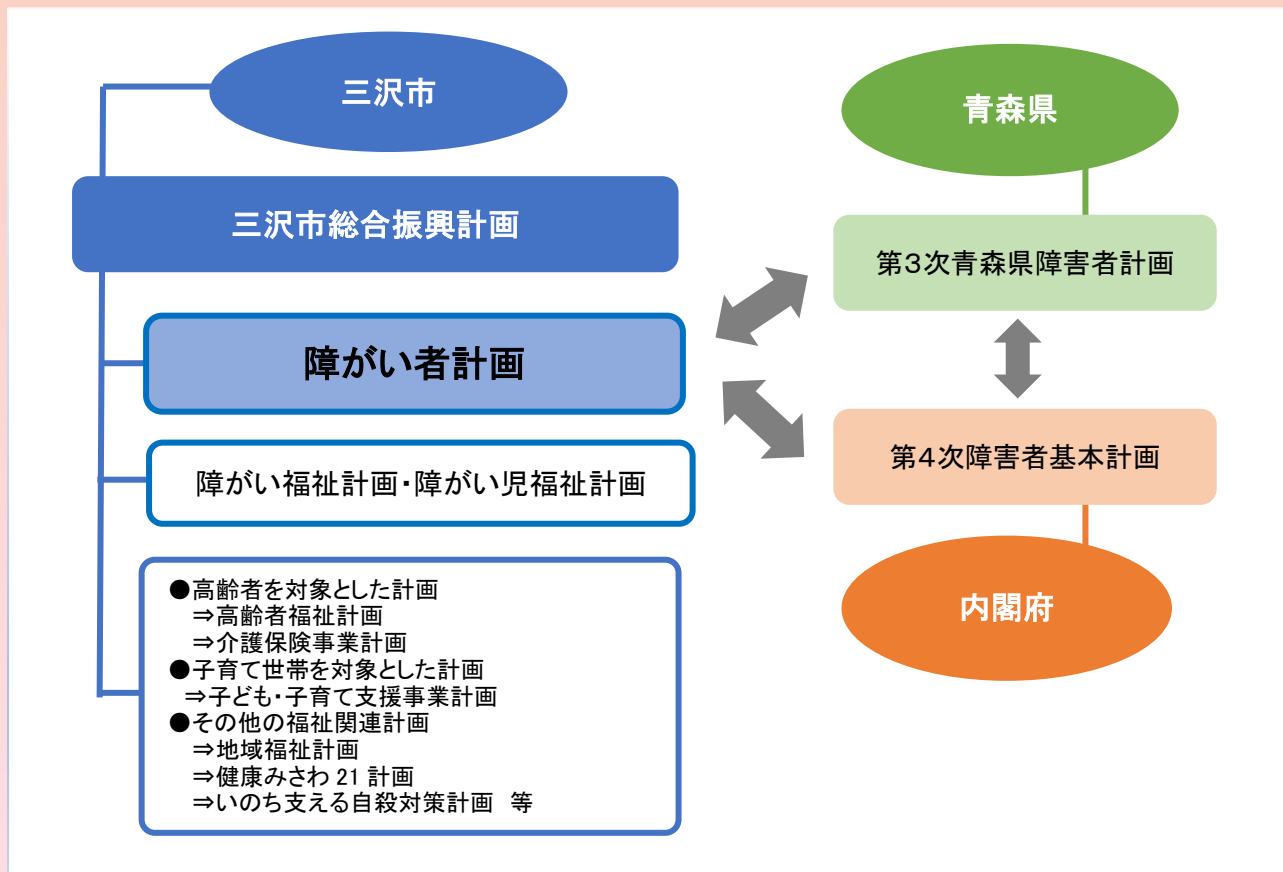 三沢市
三沢市総合振興計画
障がい者計画
障がい福祉計画・障がい児福祉計画
●高齢者を対象とした計画
⇒高齢者福祉計画
⇒介護保険事業計画
●子育て世帯を対象とした計画
⇒子ども・子育て支援事業計画
●その他の福祉関連計画
⇒地域福祉計画
⇒健康みさわ 21 計画
⇒いのち支える自殺対策計画 等
青森県
第3次青森県障害者計画
第4次障害者基本計画
内閣府